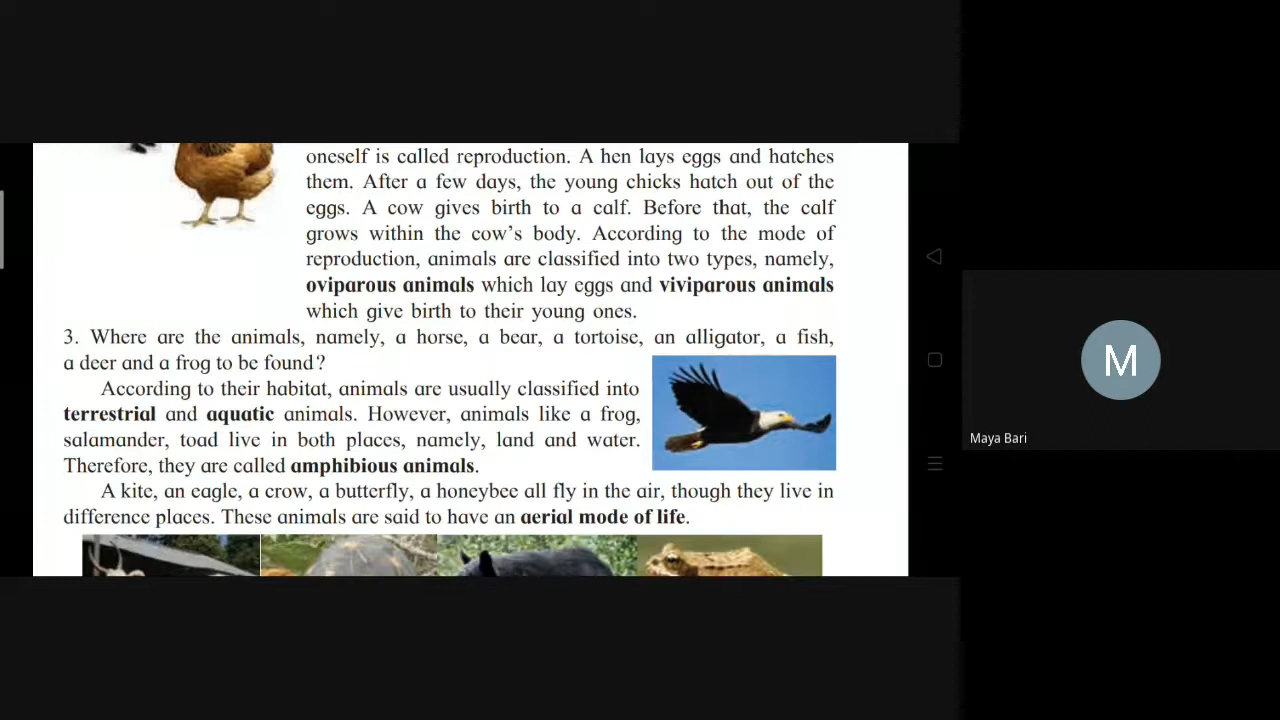 oneself is called reproduction. A hen lays eggs and hatches
them. After a few days, the young chicks hatch out of the
eggs. A cow gives birth to a calf. Before that, the calf
grows within the cow's body. According to the mode of
reproduction, animals are classified into two types, namely,
oviparous animals which lay eggs and viviparous animals
which give birth to their young ones.
3. Where are the animals, namely, a horse, a bear, a tortoise, an alligator, a fish,
a deer and a frog to be found?
According to their habitat, animals are usually classified into
terrestrial and aquatic animals. However, animals like a frog,
salamander, toad live in both places, namely, land and water.
Therefore, they are called amphibious animals.
A kite, an eagle, a crow, a butterfly, a honeybee all fly in the air, though they live in
difference places. These animals are said to have an aerial mode of life.
M
Maya Bari